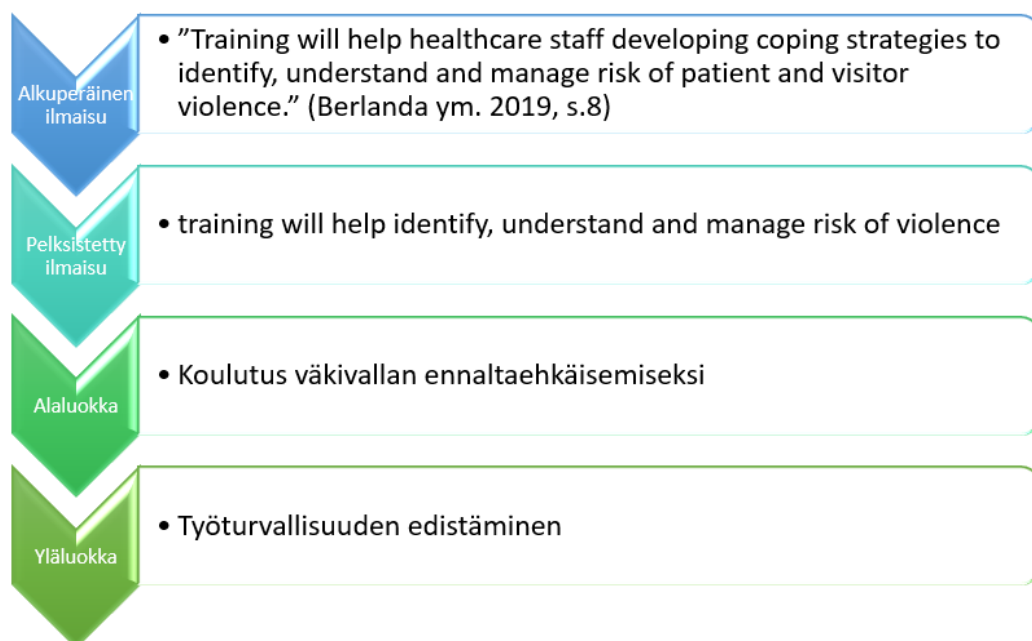 Alkuperäinen
ilmaisu
• ”Training will help healthcare staff developing coping strategies to
identify, understand and manage risk of patient and visitor
violence.” (Berlanda ym. 2019, s.8)
Pelksistetty
ilmaisu
• training will help identify, understand and manage risk of violence
Alaluokka
• Koulutus väkivallan ennaltaehkäisemiseksi
Yläluokka
• Työturvallisuuden edistäminen